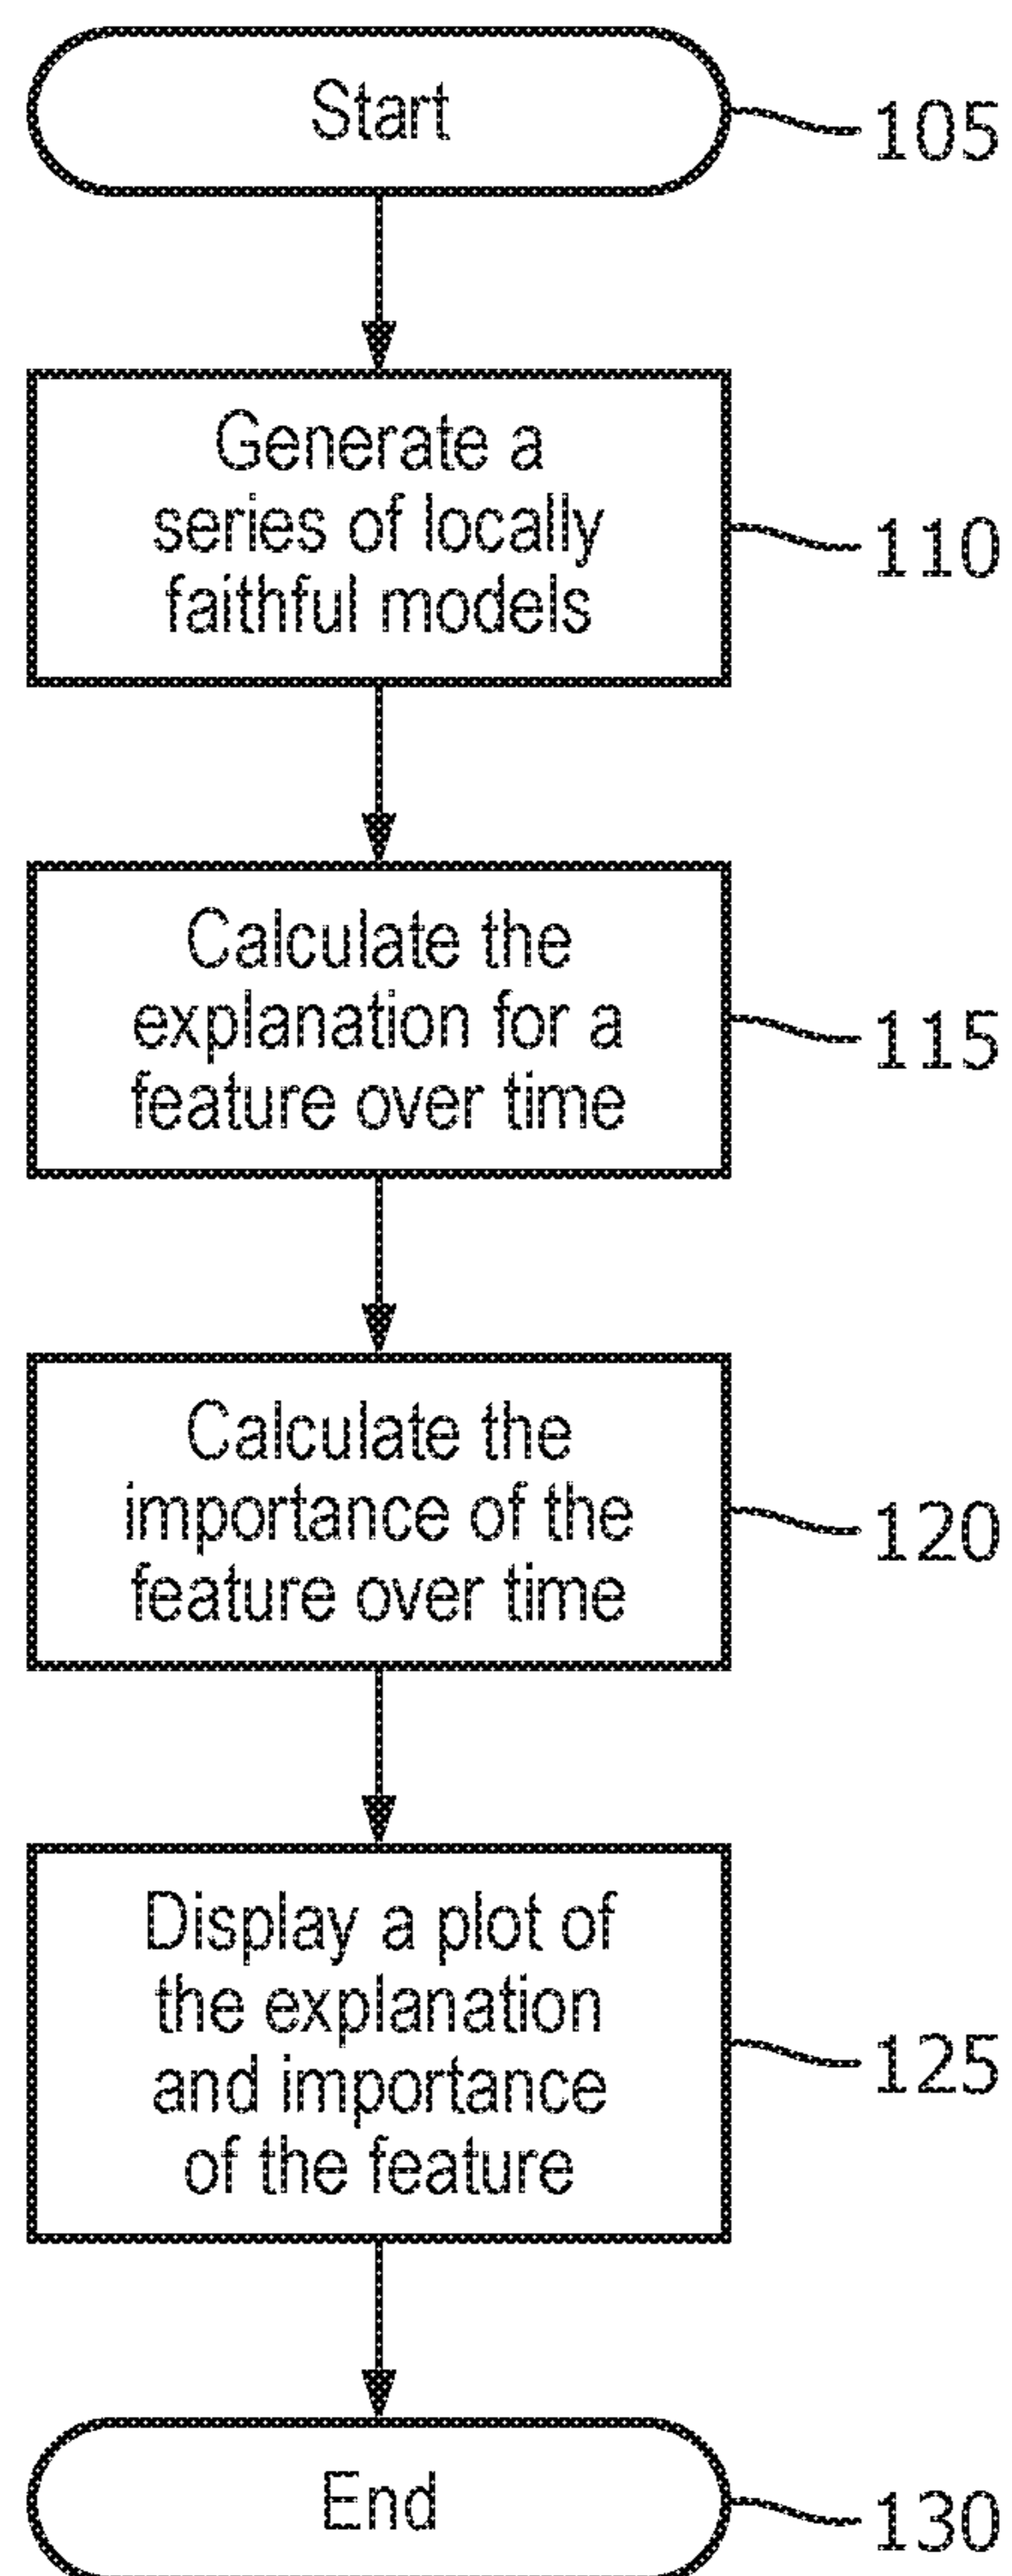 Start
105
Generate a
series of locally
faithful models
110
Calculate the
explanation for a
feature over time
115
Calculate the
importance of the
feature over time
120
Display a plot of
the explanation
and importance
of the feature
125
End
130